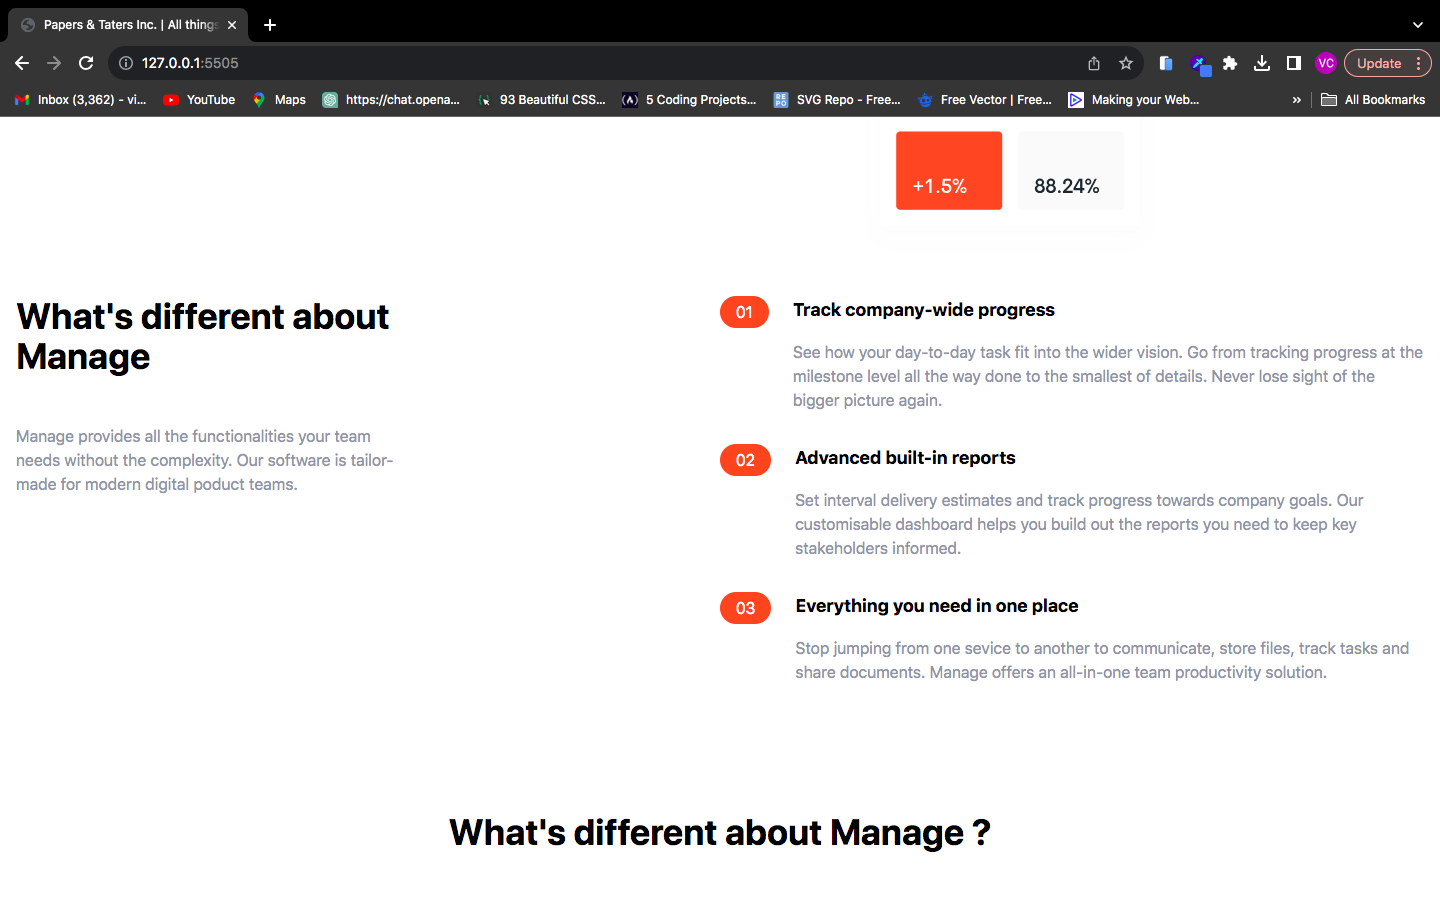 Papers & Taters Inc. | All things
127.0.0.1:5505
VC
Update
Inbox (3,362) - vi...
YouTube
Maps
https://chat.opena...
93 Beautiful CSS...
5 Coding Projects...
SVG Repo - Free...
Free Vector | Free...
Making your Web...
»
All Bookmarks
+1.5%
88.24%
What's different about
Manage
Manage provides all the functionalities your team
needs without the complexity. Our software is tailor-
made for modern digital poduct teams.
01
Track company-wide progress
See how your day-to-day task fit into the wider vision. Go from tracking progress at the
milestone level all the way done to the smallest of details. Never lose sight of the
bigger picture again.
02
Advanced built-in reports
Set interval delivery estimates and track progress towards company goals. Our
customisable dashboard helps you build out the reports you need to keep key
stakeholders informed.
03
Everything you need in one place
Stop jumping from one sevice to another to communicate, store files, track tasks and
share documents. Manage offers an all-in-one team productivity solution.
What's different about Manage ?